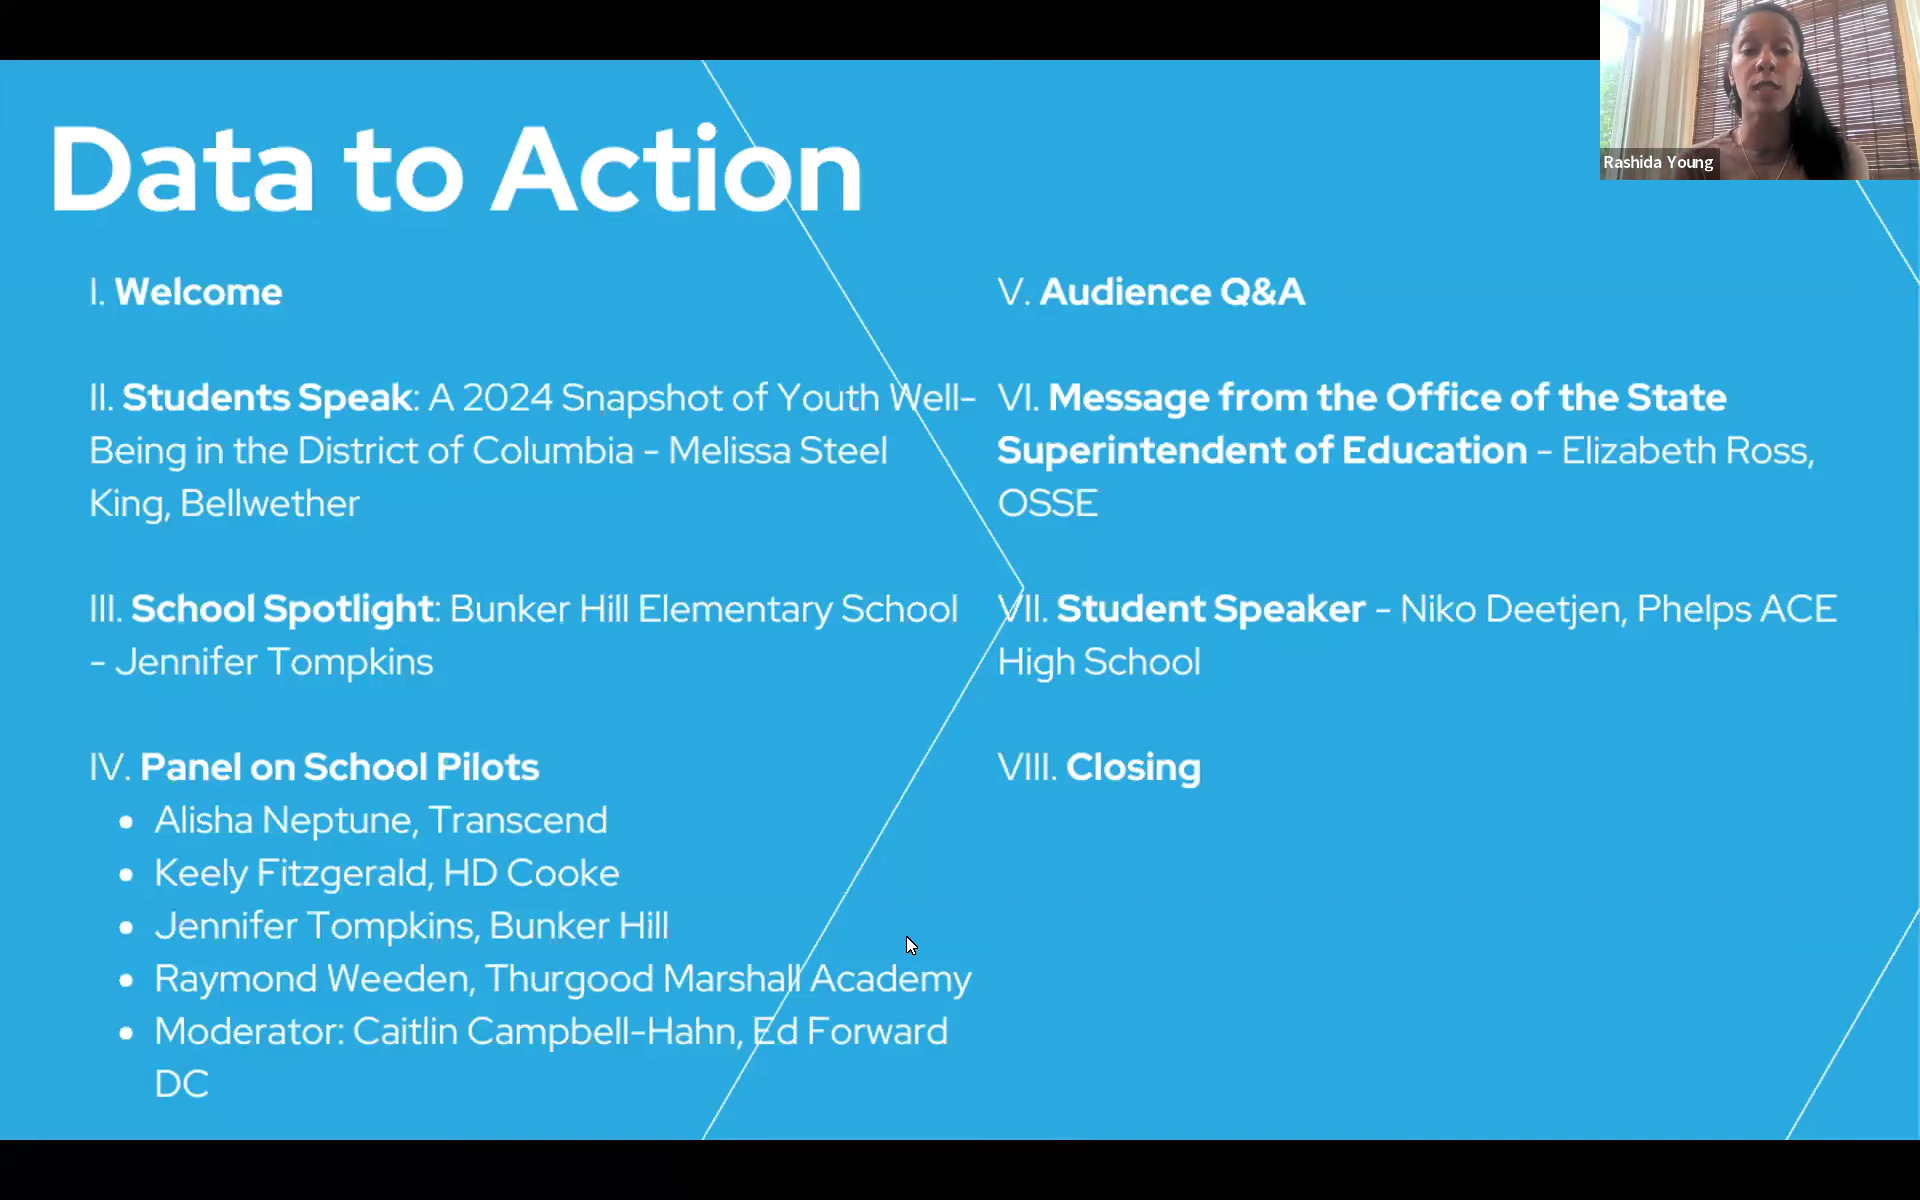 Data to Action
I. Welcome
II. Students Speak: A 2024 Snapshot of Youth Well-
Being in the District of Columbia - Melissa Steel
King, Bellwether
III. School Spotlight: Bunker Hill Elementary School
- Jennifer Tompkins
IV. Panel on School Pilots
• Alisha Neptune, Transcend
• Keely Fitzgerald, HD Cooke
• Jennifer Tompkins, Bunker Hill
• Raymond Weeden, Thurgood Marshall Academy
• Moderator: Caitlin Campbell-Hahn, Ed Forward
DC
V. Audience Q&A
VI. Message from the Office of the State
Superintendent of Education - Elizabeth Ross,
OSSE
VII. Student Speaker - Niko Deetjen, Phelps ACE
High School
VIII. Closing
Rashida Young